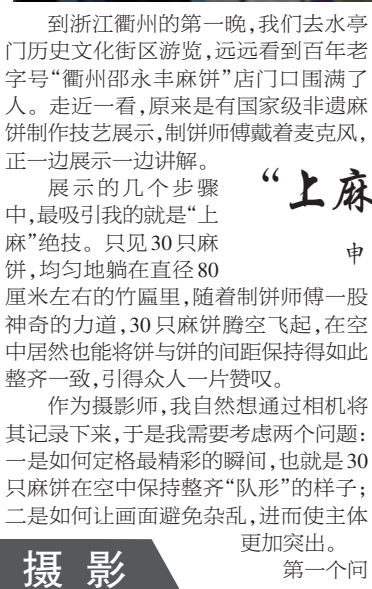 到浙江衢州的第一晚，我们去水亭
门历史文化街区游览，远远看到百年老
字号“衢州邵永丰麻饼”店门口围满了
人。走近一看，原来是有国家级非遗麻
饼制作技艺展示，制饼师傅戴着麦克风，
正一边展示一边讲解。
展示的几个步骤
中，最吸引我的就是“上
麻”绝技。只见30只麻
饼，均匀地躺在直径80
厘米左右的竹匾里，随着制饼师傅一股
神奇的力道，30只麻饼腾空飞起，在空
中居然也能将饼与饼的间距保持得如此
整齐一致，引得众人一片赞叹。
作为摄影师，我自然想通过相机将
其记录下来，于是我需要考虑两个问题：
一是如何定格最精彩的瞬间，也就是30
只麻饼在空中保持整齐“队形”的样子；
二是如何让画面避免杂乱，进而使主体
更加突出。
第一个问
“上麻
申
摄影